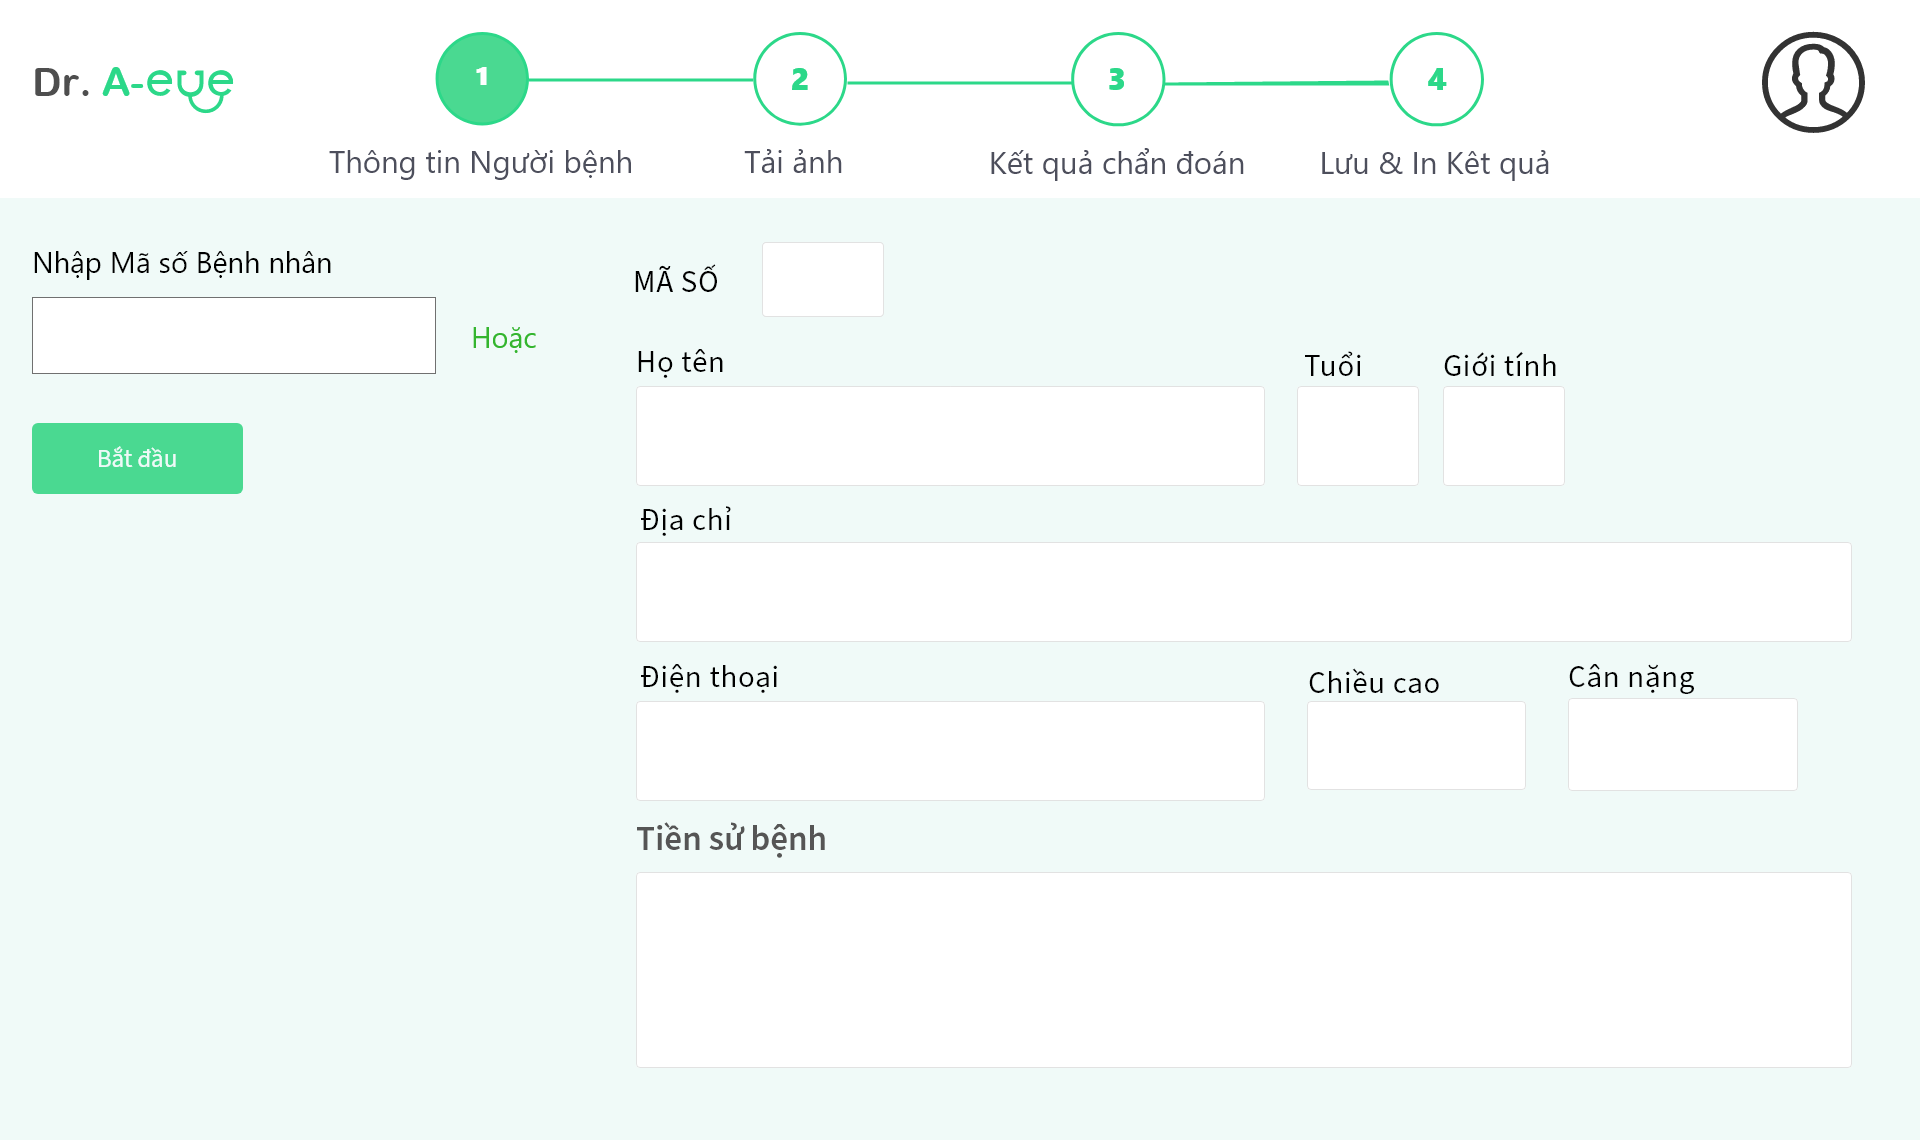 Dr. A-eye
1
2
3
4
Thông tin Người bệnh
Tải ảnh
Kết quả chẩn đoán
Lưu & In Kêt quả
Nhập Mã số Bệnh nhân
Hoặc
Bắt đầu
MÃ SỐ
Họ tên
Tuổi
Giới tính
Địa chỉ
Điện thoại
Chiều cao
Cân nặng
Tiền sử bệnh